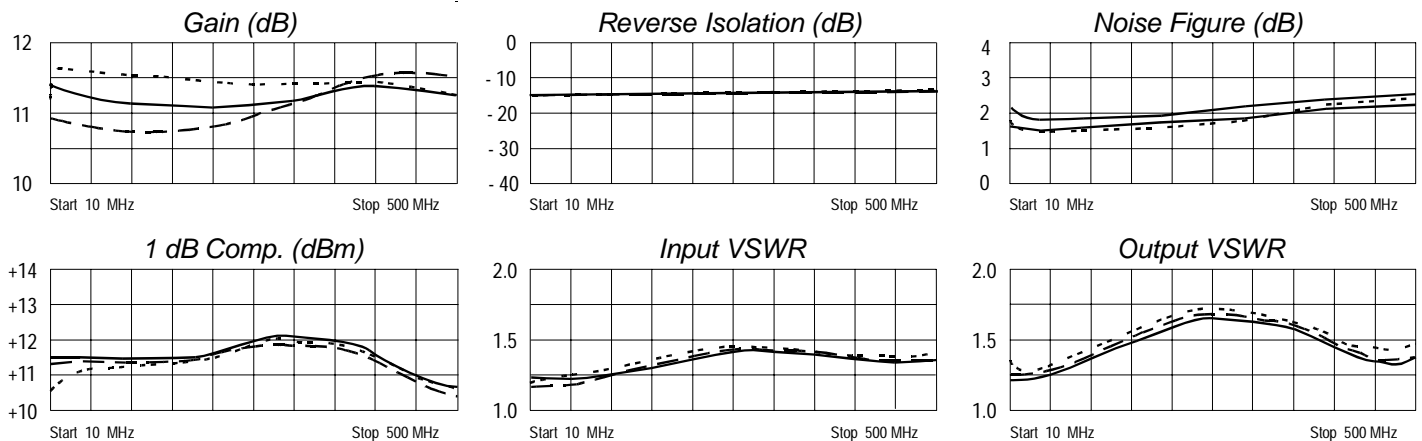 Gain (dB)
12
11
10
Start 10 MHz
Stop 500 MHz
Reverse Isolation (dB)
0
- 10
- 20
- 30
- 40
Start 10 MHz
Stop 500 MHz
Noise Figure (dB)
4
3
2
1
0
Start 10 MHz
Stop 500 MHz
1 dB Comp. (dBm)
+14
+13
+12
+11
+10
Start 10 MHz
Stop 500 MHz
Input VSWR
2.0
1.5
1.0
Start 10 MHz
Stop 500 MHz
Output VSWR
2.0
1.5
1.0
Start 10 MHz
Stop 500 MHz